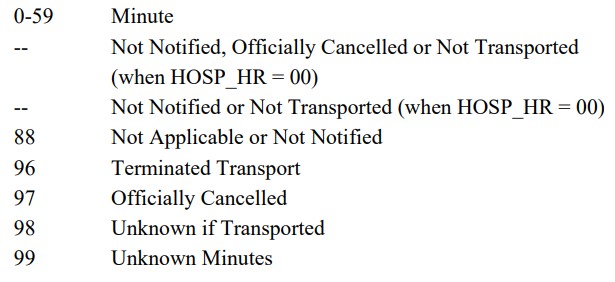 0-59 Minute
-- Not Notified, Officially Cancelled or Not Transported
(when HOSP_HR = 00)
-- Not Notified or Not Transported (when HOSP_HR = 00)
88 Not Applicable or Not Notified
96 Terminated Transport
97 Officially Cancelled
98 Unknown if Transported
99 Unknown Minutes